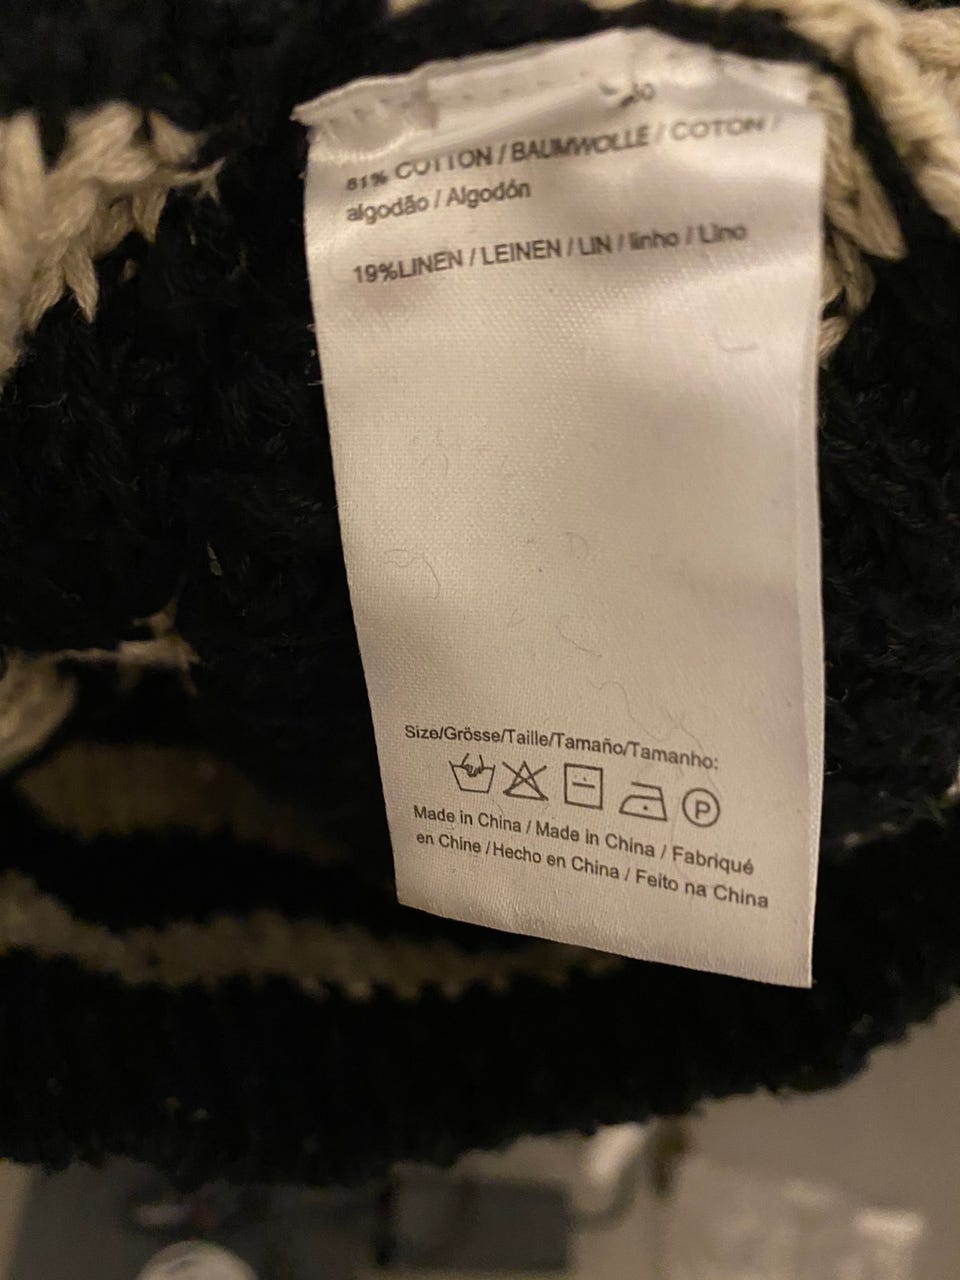 81% COTTON / BAUMWOLLE / COTON /
algodão / Algodón
19%LINEN / LEINEN / LIN / linho / Lino
Size/Grösse/Taille/Tamaño/Tamanho:
P
Made in China / Made in China / Fabriqué
en Chine / Hecho en China / Feito na China